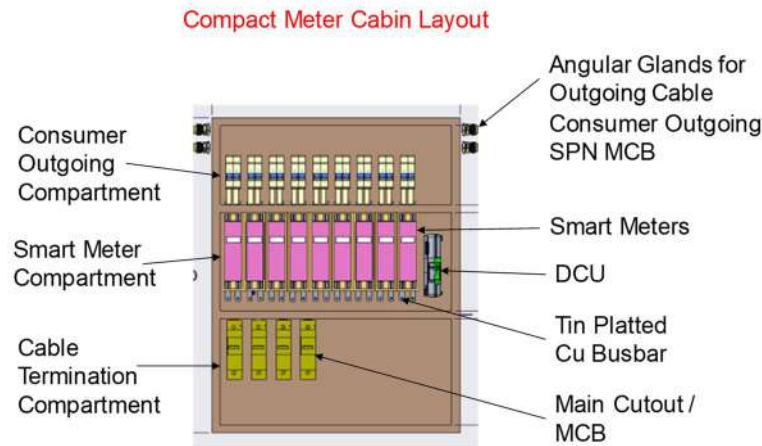 Compact Meter Cabin Layout
Consumer
Outgoing
Compartment
Smart Meter
Compartment
Cable
Termination
Compartment
Angular Glands for
Outgoing Cable
Consumer Outgoing
SPN MCB
Smart Meters
DCU
Tin Platted
Cu Busbar
Main Cutout /
MCB